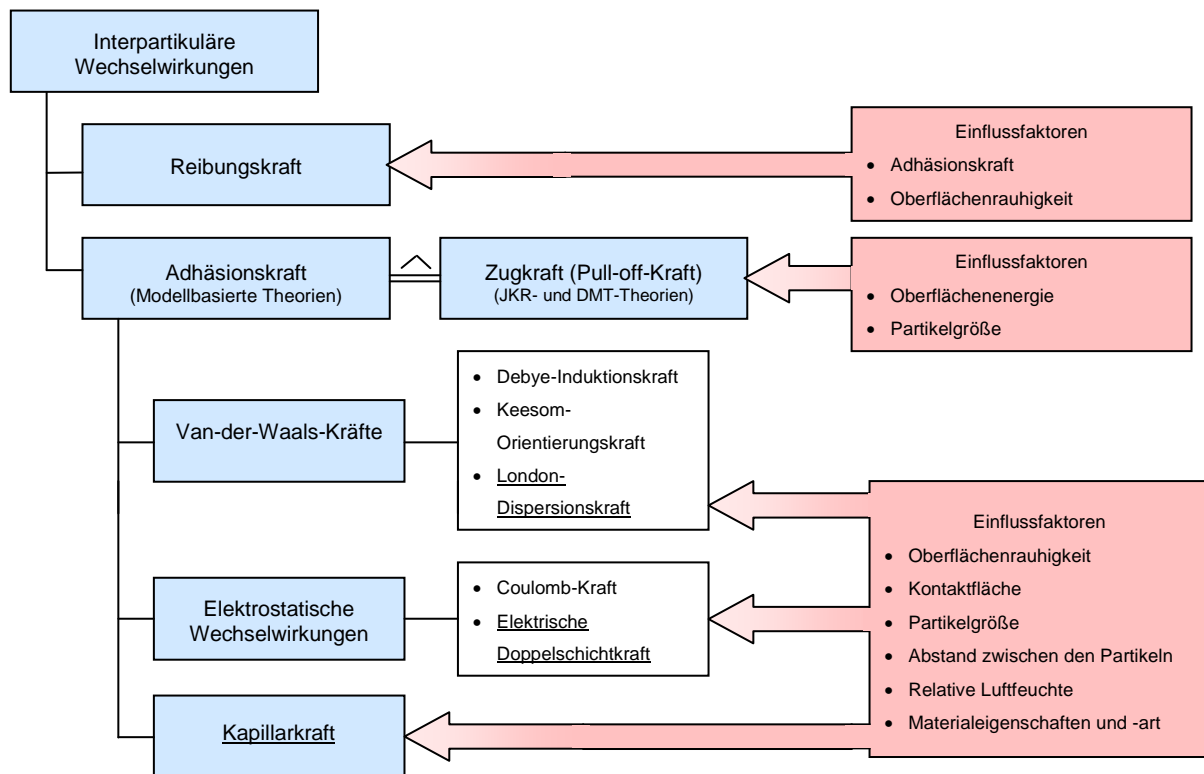 Interpartikuläre
Wechselwirkungen
Reibungskraft
Einflussfaktoren
• Adhäsionskraft
• Oberflächenrauhigkeit
Adhäsionskraft
(Modellbasierte Theorien)
Zugkraft (Pull-off-Kraft)
(JKR- und DMT-Theorien)
Einflussfaktoren
• Oberflächenenergie
• Partikelgröße
Van-der-Waals-Kräfte
• Debye-Induktionskraft
• Keesom-
Orientierungskraft
• London-
Dispersionskraft
Elektrostatische
Wechselwirkungen
• Coulomb-Kraft
• Elektrische
Doppelschichtkraft
Kapillarkraft
Einflussfaktoren
• Oberflächenrauhigkeit
• Kontaktfläche
• Partikelgröße
• Abstand zwischen den Partikeln
• Relative Luftfeuchte
• Materialeigenschaften und -art